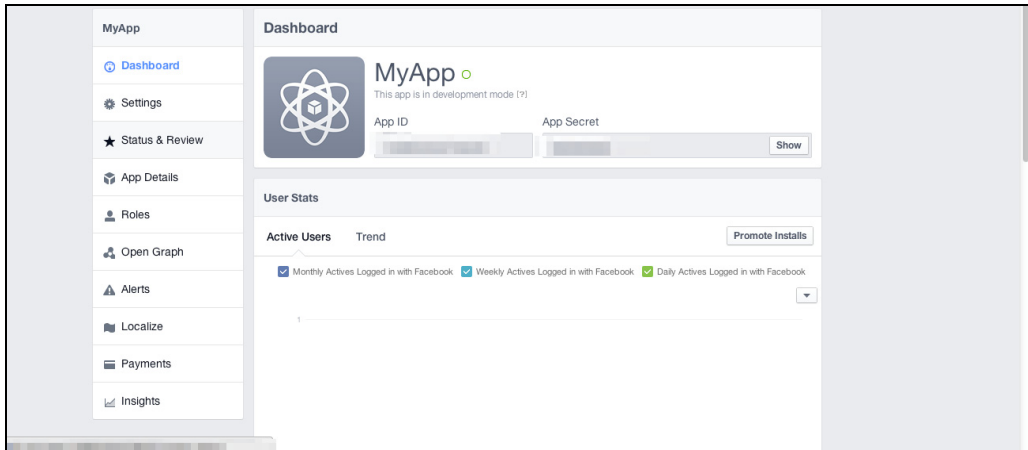 MyApp
Dashboard
Settings
Status & Review
App Details
Roles
Open Graph
Alerts
Localize
Payments
Insights
Dashboard
MyApp
This app is in development mode [?]
App ID
App Secret
Show
User Stats
Active Users Trend Promote Installs
Monthly Actives Logged in with Facebook Weekly Actives Logged in with Facebook Daily Actives Logged in with Facebook
1